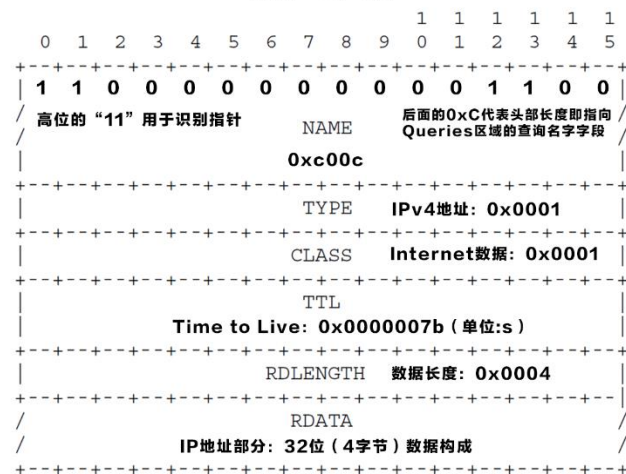 1 1 1 1 1 1
0 1 2 3 4 5 6 7 8 9 0 1 2 3 4 5
+--+--+--+--+--+--+--+--+--+--+--+--+--+--+--+--+
| 1 1 0 0 0 0 0 0 0 0 0 0 1 1 0 0 |
/ 高位的“11”用于识别指针 后面的0xC代表头部长度即指向 /
/ NAME Queries区域的查询名字字段 /
| 0xc00c |
+--+--+--+--+--+--+--+--+--+--+--+--+--+--+--+--+
| TYPE IPv4地址：0x0001 |
+--+--+--+--+--+--+--+--+--+--+--+--+--+--+--+--+
| CLASS Internet数据：0x0001 |
+--+--+--+--+--+--+--+--+--+--+--+--+--+--+--+--+
| TTL |
| Time to Live：0x0000007b（单位:s） |
+--+--+--+--+--+--+--+--+--+--+--+--+--+--+--+--+
| RDLENGTH 数据长度：0x0004 |
+--+--+--+--+--+--+--+--+--+--+--+--+--+--+--+--|
/ RDATA /
/ IP地址部分：32位（4字节）数据构成 /
+--+--+--+--+--+--+--+--+--+--+--+--+--+--+--+--+